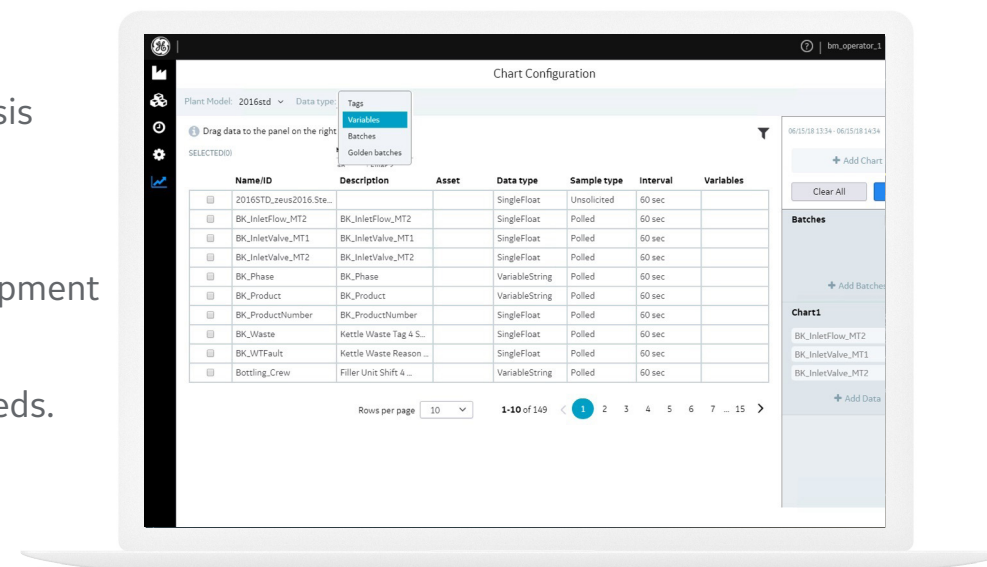 sis
pment
eds.
bm_operator_1
Chart Configuration
Plant Model: 2016std Data type:
Tags
Variables
Batches
Golden batches
Drag data to the panel on the right
SELECTED(0)
Name/ID Description Asset Data type Sample type Interval Variables
2016STD_zeus2016.Ste... SingleFloat Unsolicited 60 sec
BK_InletFlow_MT2 BK_InletFlow_MT2 SingleFloat Polled 60 sec
BK_InletValve_MT1 BK_InletValve_MT1 SingleFloat Polled 60 sec
BK_InletValve_MT2 BK_InletValve_MT2 SingleFloat Polled 60 sec
BK_Phase BK_Phase VariableString Polled 60 sec
BK_Product BK_Product VariableString Polled 60 sec
BK_ProductNumber BK_ProductNumber SingleFloat Polled 60 sec
BK_Waste Kettle Waste Tag 4 S... SingleFloat Polled 60 sec
BK_WTFault Kettle Waste Reason ... SingleFloat Polled 60 sec
Bottling_Crew Filler Unit Shift 4 ... VariableString Polled 60 sec
Rows per page 10 1-10 of 149 < 1 2 3 4 5 6 7 ... 15 >
06/15/18 13:34 - 06/15/18 14:34
+ Add Chart
Clear All
Batches
+ Add Batches
Chart1
BK_InletFlow_MT2
BK_InletValve_MT1
BK_InletValve_MT2
+ Add Data